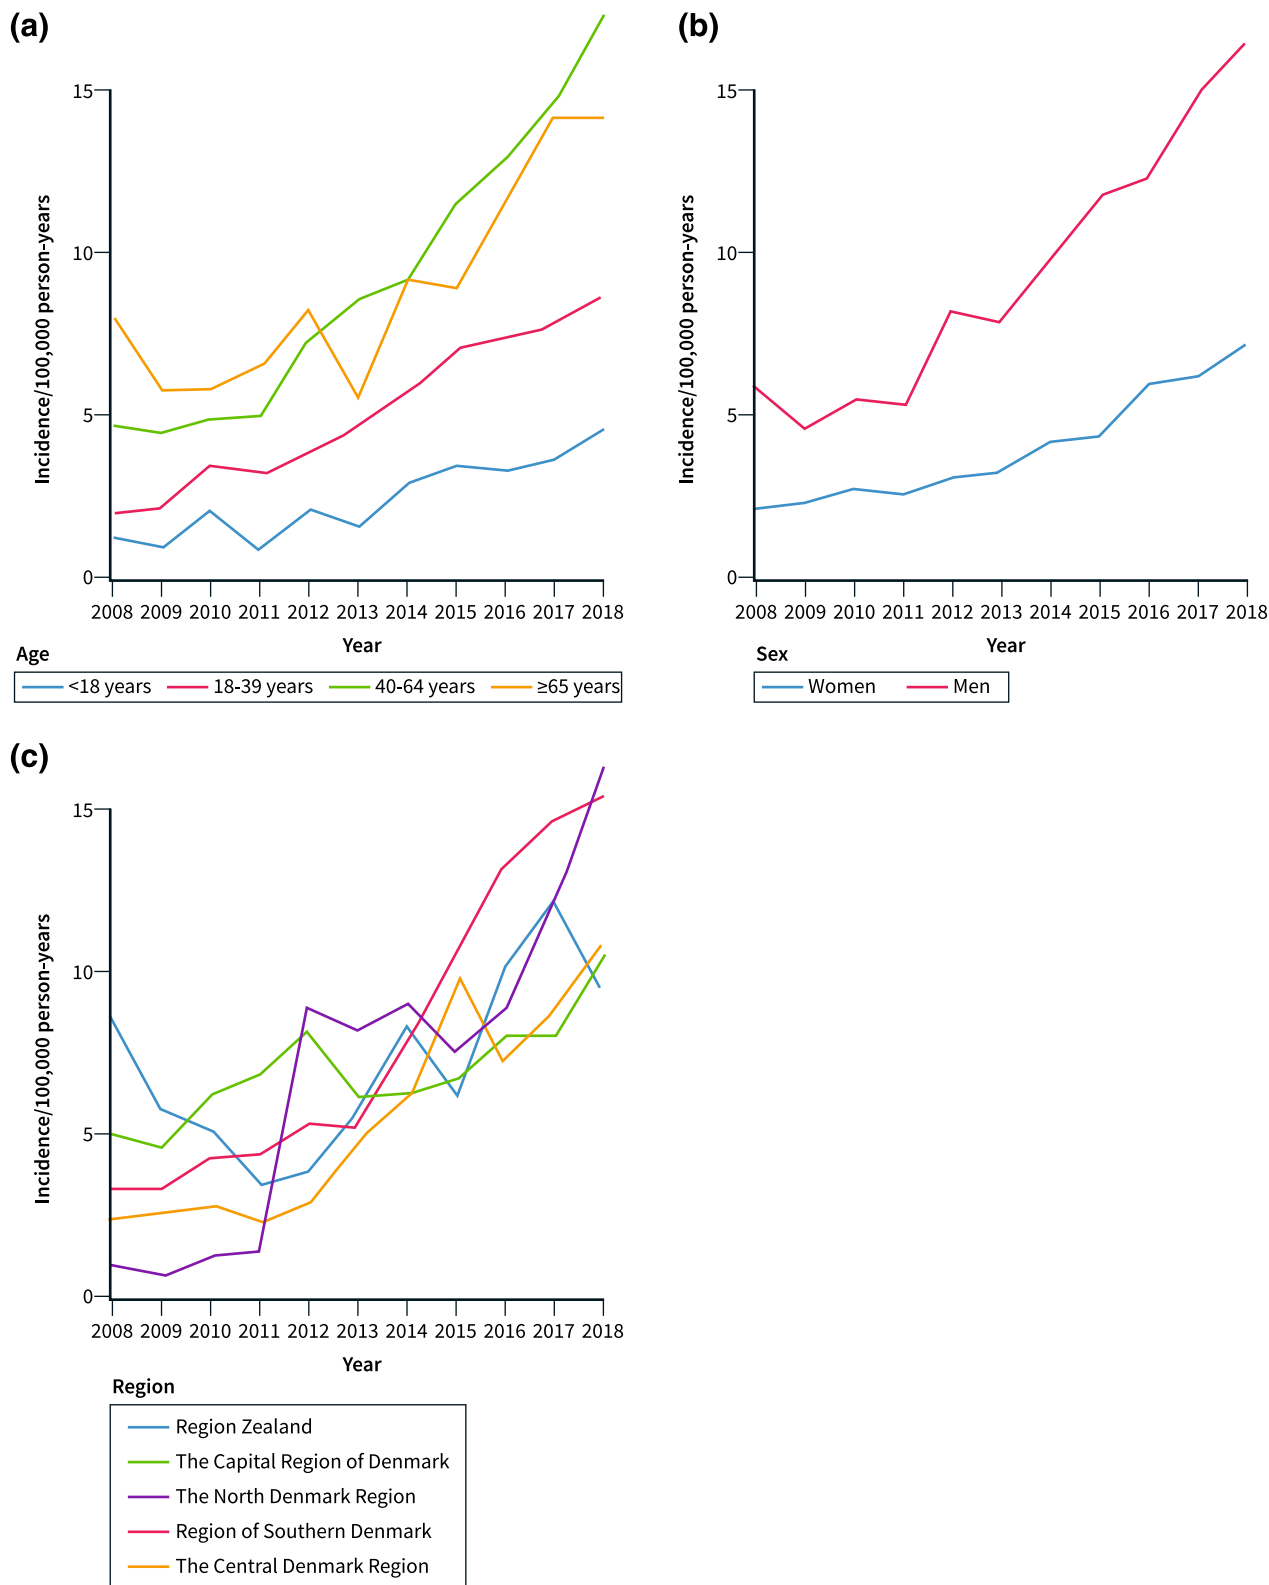 (a)
15
10
5
0
Incidence/100,000 person-years
2008 2009 2010 2011 2012 2013 2014 2015 2016 2017 2018
Year
Age
<18 years 18-39 years 40-64 years ≥65 years
(b)
15
10
5
0
Incidence/100,000 person-years
2008 2009 2010 2011 2012 2013 2014 2015 2016 2017 2018
Year
Sex
Women Men
(c)
15
10
5
0
Incidence/100,000 person-years
2008 2009 2010 2011 2012 2013 2014 2015 2016 2017 2018
Year
Region
Region Zealand
The Capital Region of Denmark
The North Denmark Region
Region of Southern Denmark
The Central Denmark Region